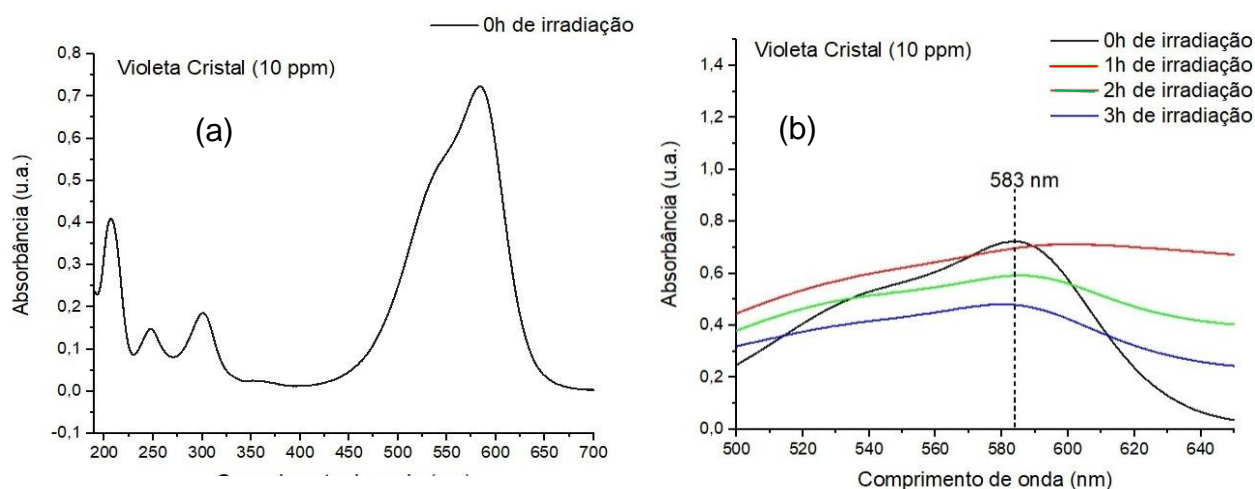 0h de irradiação
Violeta Cristal (10 ppm)
(a)
Absorbância (u.a.)
0,8
0,7
0,6
0,5
0,4
0,3
0,2
0,1
0,0
-0,1
200 250 300 350 400 450 500 550 600 650 700
Violeta Cristal (10 ppm)
0h de irradiação
1h de irradiação
2h de irradiação
3h de irradiação
(b)
583 nm
Absorbância (u.a.)
1,4
1,2
1,0
0,8
0,6
0,4
0,2
0,0
500 520 540 560 580 600 620 640
Comprimento de onda (nm)